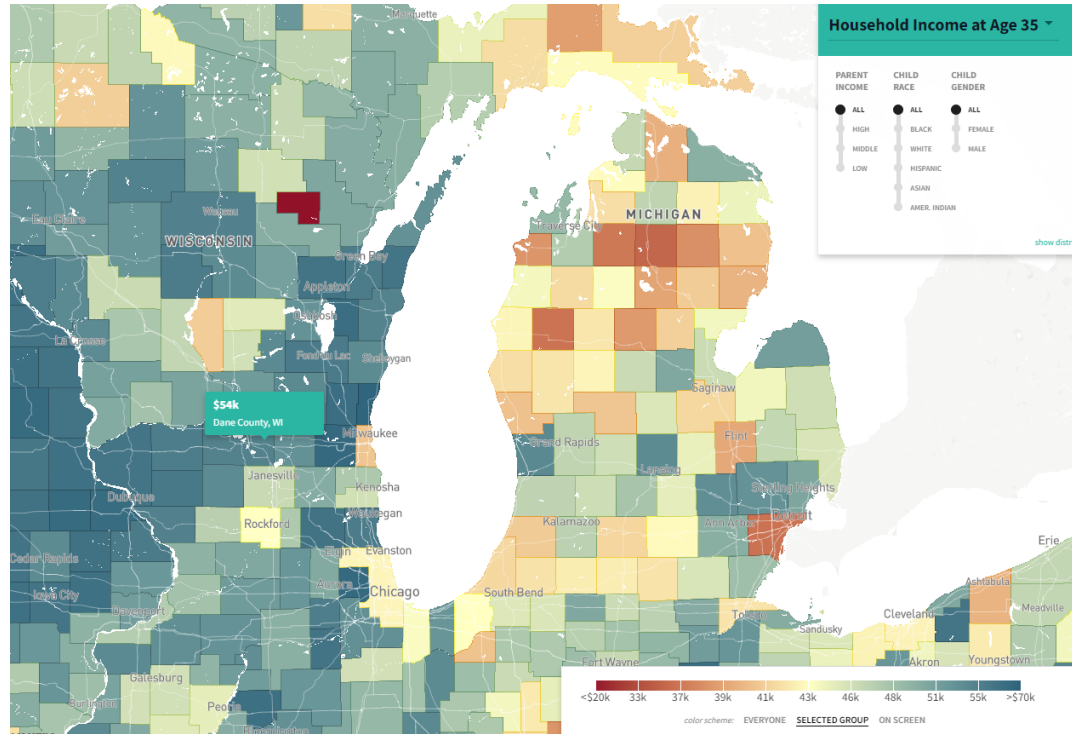 Marquette
Household Income at Age 35
PARENT INCOME
CHILD RACE
CHILD GENDER
ALL
ALL
ALL
HIGH
BLACK
FEMALE
MIDDLE
WHITE
MALE
LOW
HISPANIC
ASIAN
AMER. INDIAN
show distr
Eau Claire
Wausau
WISCONSIN
Green Bay
Appleton
Oshkosh
La Crosse
Fond du Lac
Sheboygan
MICHIGAN
Traverse City
$54k
Dane County, WI
Milwaukee
Saginaw
Grand Rapids
Flint
Lansing
Janesville
Kenosha
Sterling Heights
Dubuque
Rockford
Waukegan
Kalamazoo
Ann Arbor
Detroit
Cedar Rapids
Elgin
Evanston
Erie
Iowa City
Aurora
Chicago
South Bend
Ashtabula
Davenport
Toledo
Sandusky
Cleveland
Meadville
Galesburg
Fort Wayne
Akron
Youngstown
Burlington
Peoria
Bloomington
<$20k
33k
37k
39k
41k
43k
46k
48k
51k
55k
>$70k
color scheme:
EVERYONE
SELECTED GROUP
ON SCREEN